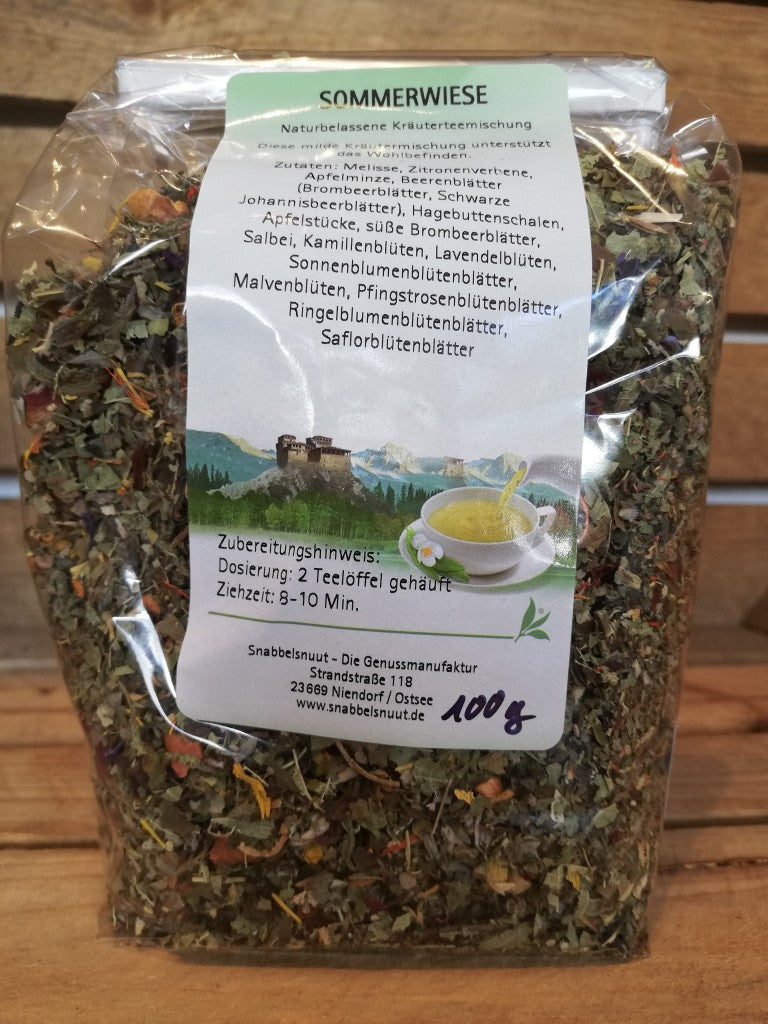 SOMMERWIESE
Naturbelassene Kräuterteemischung
Diese milde Kräutermischung unterstützt
das Wohlbefinden.
Zutaten: Melisse, Zitronenverbene,
Apfelminze, Beerenblätter
(Brombeerblätter, Schwarze
Johannisbeerblätter), Hagebuttenschalen,
Apfelstücke, süße Brombeerblätter,
Salbei, Kamillenblüten, Lavendelblüten,
Sonnenblumenblütenblätter,
Malvenblüten, Pfingstrosenblütenblätter,
Ringelblumenblütenblätter,
Saflorblütenblätter
Zubereitungshinweis:
Dosierung: 2 Teelöffel gehäuft
Ziehzeit: 8-10 Min.
®
Snabbelsnuut - Die Genussmanufaktur
Strandstraße 118
23669 Niendorf / Ostsee
www.snabbelsnuut.de
100g